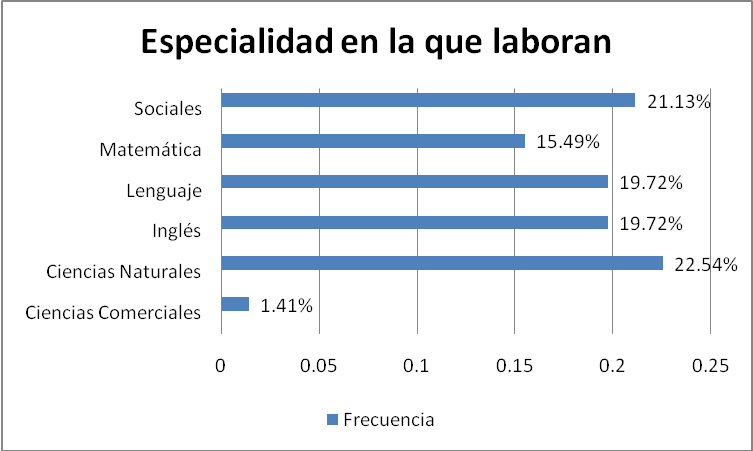 Especialidad en la que laboran
Sociales 21.13%
Matemática 15.49%
Lenguaje 19.72%
Inglés 19.72%
Ciencias Naturales 22.54%
Ciencias Comerciales 1.41%
0 0.05 0.1 0.15 0.2 0.25
Frecuencia